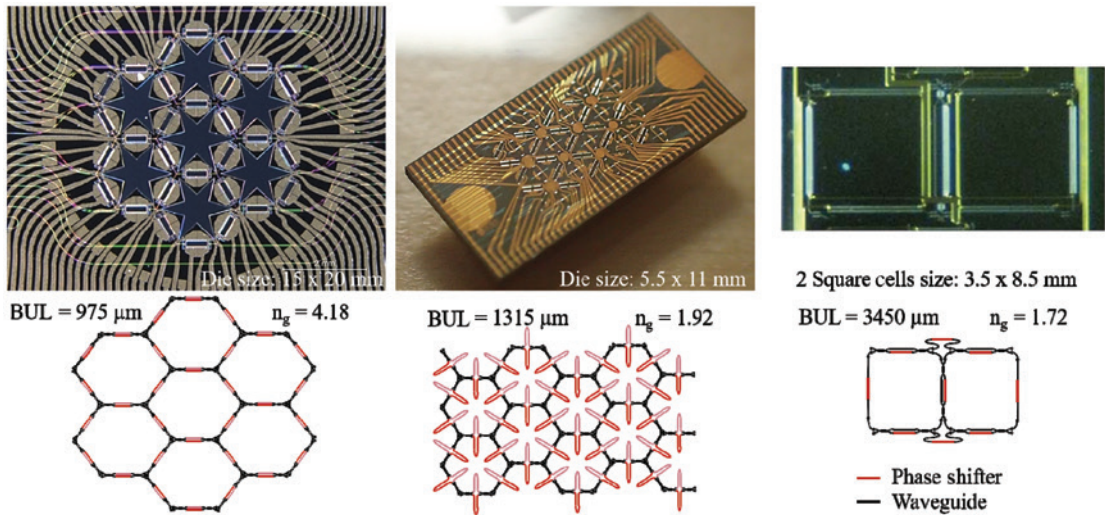 Die size: 15 x 20 mm
Die size: 5.5 x 11 mm
2 Square cells size: 3.5 x 8.5 mm
BUL = 975 μm
n_g = 4.18
BUL = 1315 μm
n_g = 1.92
BUL = 3450 μm
n_g = 1.72
Phase shifter
Waveguide